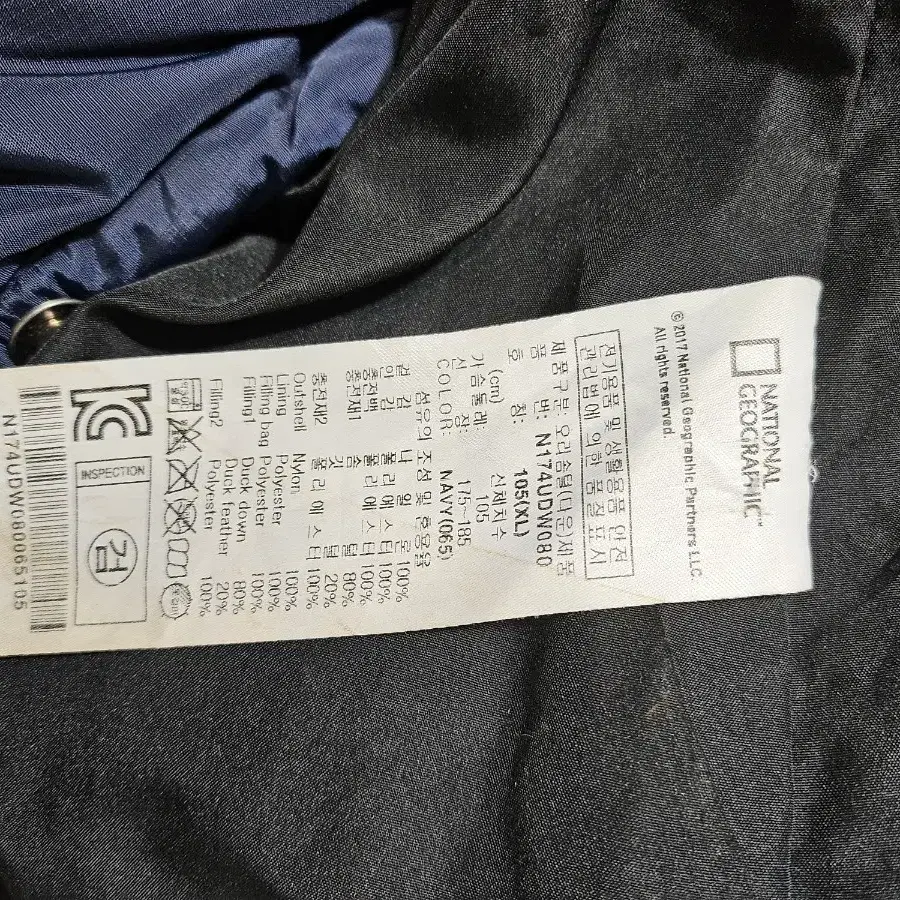 NATIONAL
GEOGRAPHIC™
© 2017 National Geographic Partners LLC.
All rights reserved.
전기용품 및 생활용품 안전
관리법에 의한 품질표시
제품구분: 오리솜털(다운)제품
품 번: N174UDW080
호 칭: 105(XL)
(cm) 신체치수
가슴둘레: 105
신 장: 175~185
COLOR: NAVY(065)
섬유의 조성 및 혼용율
겉감 나 일 론 100%
안감 폴리에스터 100%
충전백 폴리에스터 100%
충전재1 솜 털 80%
깃 털 20%
충전재2 폴리에스터 100%
Outshell Nylon 100%
Lining Polyester 100%
Filling bag Polyester 100%
Filling1 Duck down 80%
Duck feather 20%
Filling2 Polyester 100%
INSPECTION
검
N174UDW080065105